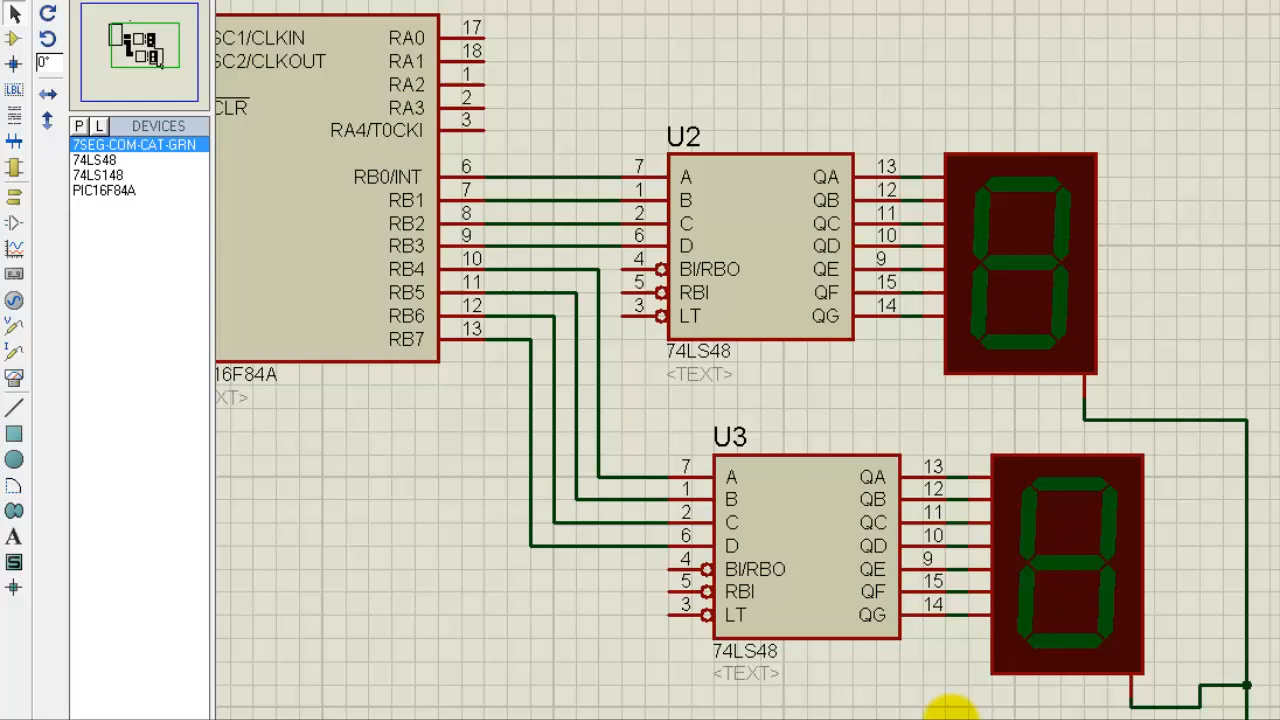 0°
LBL
P L DEVICES
7SEG-COM-CAT-GRN
74LS48
74LS148
PIC16F84A
A
S
SC1/CLKIN
SC2/CLKOUT
CLR
RA0 17
RA1 18
RA2 1
RA3 2
RA4/T0CKI 3
RB0/INT 6
RB1 7
RB2 8
RB3 9
RB4 10
RB5 11
RB6 12
RB7 13
16F84A
XT>
U2
7 A QA 13
1 B QB 12
2 C QC 11
6 D QD 10
4 BI/RBO QE 9
5 RBI QF 15
3 LT QG 14
74LS48
<TEXT>
U3
7 A QA 13
1 B QB 12
2 C QC 11
6 D QD 10
4 BI/RBO QE 9
5 RBI QF 15
3 LT QG 14
74LS48
<TEXT>